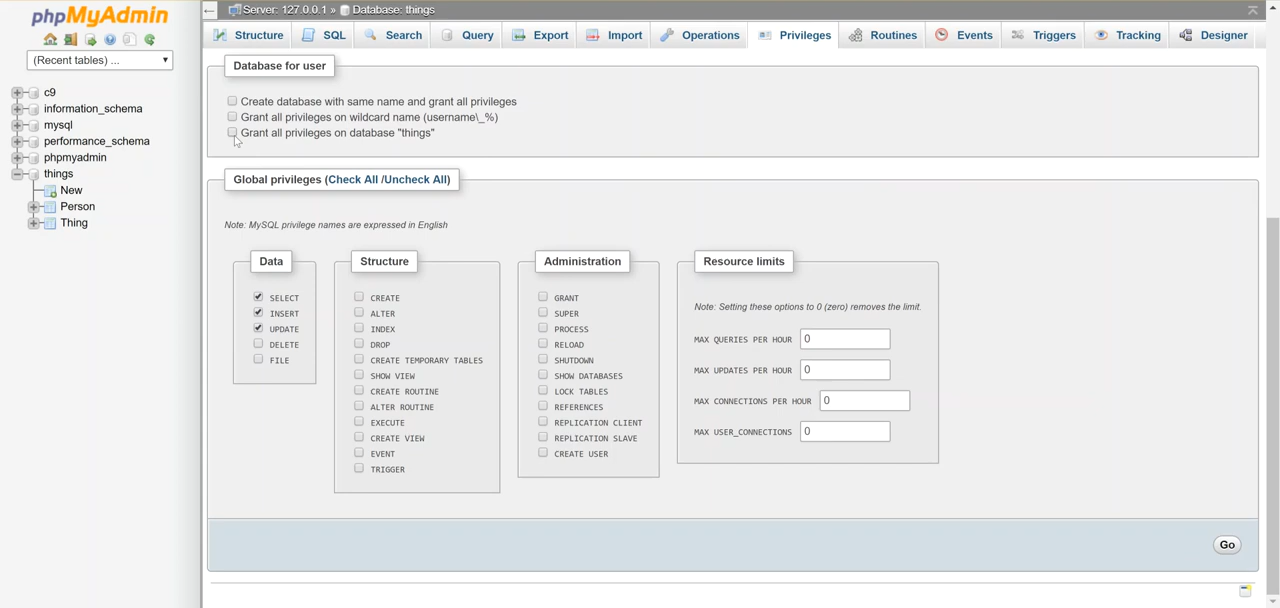 phpMyAdmin
(Recent tables) ...
c9
information_schema
mysql
performance_schema
phpmyadmin
things
New
Person
Thing
Server: 127.0.0.1 » Database: things
Structure SQL Search Query Export Import Operations Privileges Routines Events Triggers Tracking Designer
Database for user
Create database with same name and grant all privileges
Grant all privileges on wildcard name (username\_%)
Grant all privileges on database "things"
Global privileges (Check All /Uncheck All)
Note: MySQL privilege names are expressed in English
Data
SELECT
INSERT
UPDATE
DELETE
FILE
Structure
CREATE
ALTER
INDEX
DROP
CREATE TEMPORARY TABLES
SHOW VIEW
CREATE ROUTINE
ALTER ROUTINE
EXECUTE
CREATE VIEW
EVENT
TRIGGER
Administration
GRANT
SUPER
PROCESS
RELOAD
SHUTDOWN
SHOW DATABASES
LOCK TABLES
REFERENCES
REPLICATION CLIENT
REPLICATION SLAVE
CREATE USER
Resource limits
Note: Setting these options to 0 (zero) removes the limit.
MAX QUERIES PER HOUR 0
MAX UPDATES PER HOUR 0
MAX CONNECTIONS PER HOUR 0
MAX USER_CONNECTIONS 0
Go